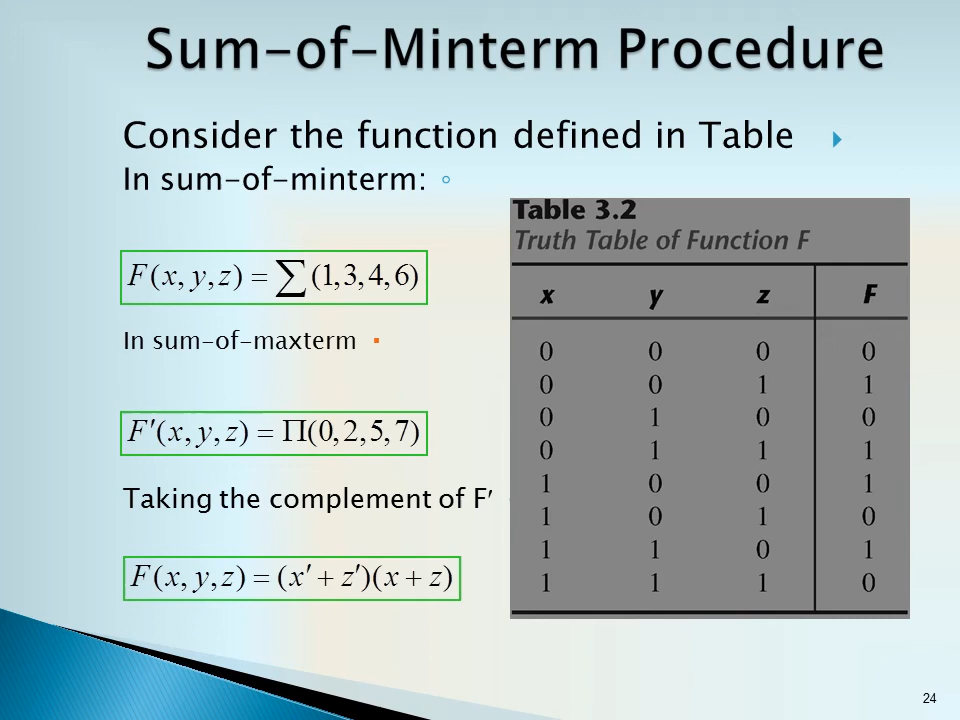 Sum-of-Minterm Procedure
Consider the function defined in Table
In sum-of-minterm:
F(x, y, z) = ∑(1,3,4,6)
In sum-of-maxterm
F′(x, y, z) = Π(0,2,5,7)
Taking the complement of F′
F(x, y, z) = (x′ + z′)(x + z)
Table 3.2
Truth Table of Function F
x y z F
0 0 0 0
0 0 1 1
0 1 0 0
0 1 1 1
1 0 0 1
1 0 1 0
1 1 0 1
1 1 1 0
24